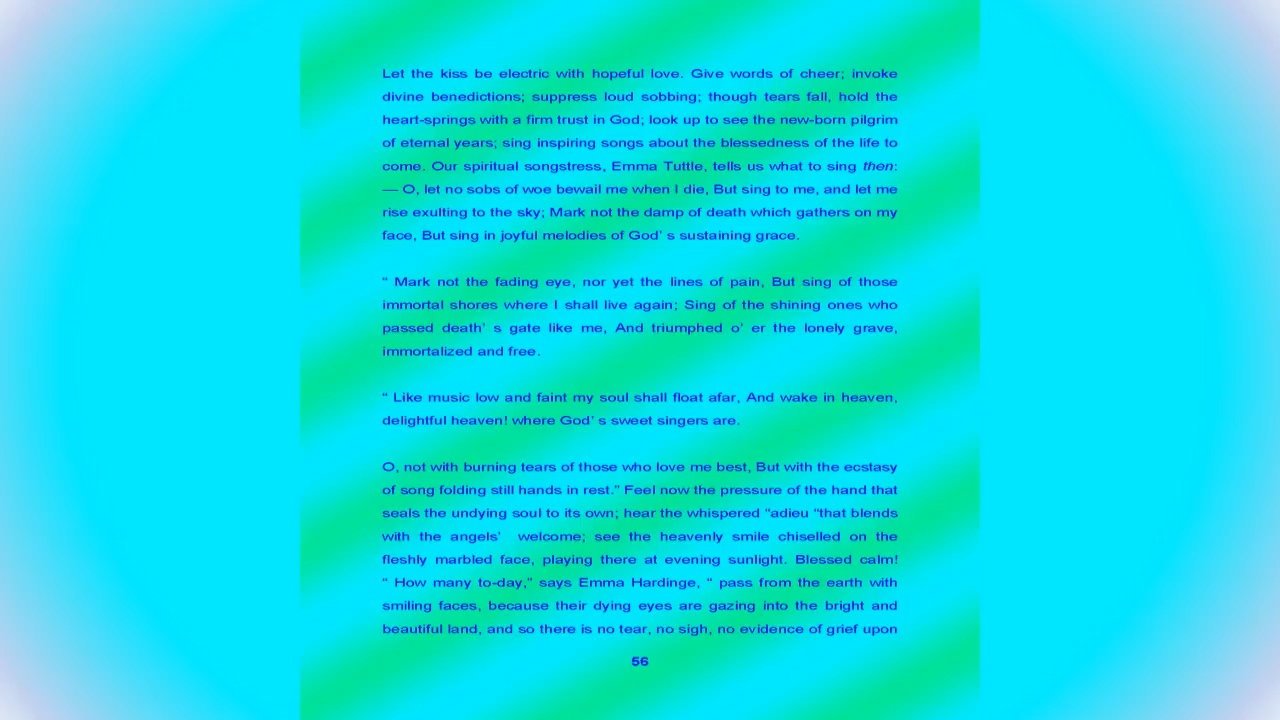 Let the kiss be electric with hopeful love. Give words of cheer; invoke
divine benedictions; suppress loud sobbing; though tears fall, hold the
heart-springs with a firm trust in God; look up to see the new-born pilgrim
of eternal years; sing inspiring songs about the blessedness of the life to
come. Our spiritual songstress, Emma Tuttle, tells us what to sing then:
— O, let no sobs of woe bewail me when I die, But sing to me, and let me
rise exulting to the sky; Mark not the damp of death which gathers on my
face, But sing in joyful melodies of God’ s sustaining grace.
“ Mark not the fading eye, nor yet the lines of pain, But sing of those
immortal shores where I shall live again; Sing of the shining ones who
passed death’ s gate like me, And triumphed o’ er the lonely grave,
immortalized and free.
“ Like music low and faint my soul shall float afar, And wake in heaven,
delightful heaven! where God’ s sweet singers are.
O, not with burning tears of those who love me best, But with the ecstasy
of song folding still hands in rest.” Feel now the pressure of the hand that
seals the undying soul to its own; hear the whispered “adieu “that blends
with the angels’  welcome; see the heavenly smile chiselled on the
fleshly marbled face, playing there at evening sunlight. Blessed calm!
“ How many to-day,” says Emma Hardinge, “ pass from the earth with
smiling faces, because their dying eyes are gazing into the bright and
beautiful land, and so there is no tear, no sigh, no evidence of grief upon
56